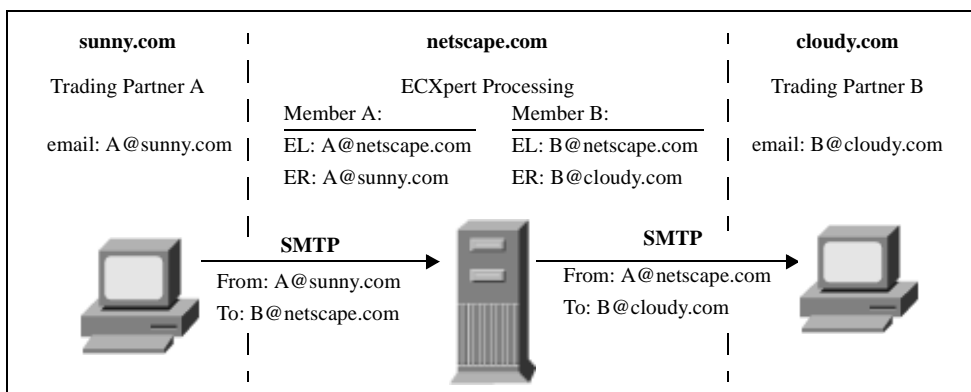 sunny.com
netscape.com
cloudy.com
Trading Partner A
ECXpert Processing
Trading Partner B
Member A:
Member B:
email: A@sunny.com
EL: A@netscape.com
EL: B@netscape.com
email: B@cloudy.com
ER: A@sunny.com
ER: B@cloudy.com
SMTP
From: A@sunny.com
To: B@netscape.com
SMTP
From: A@netscape.com
To: B@cloudy.com